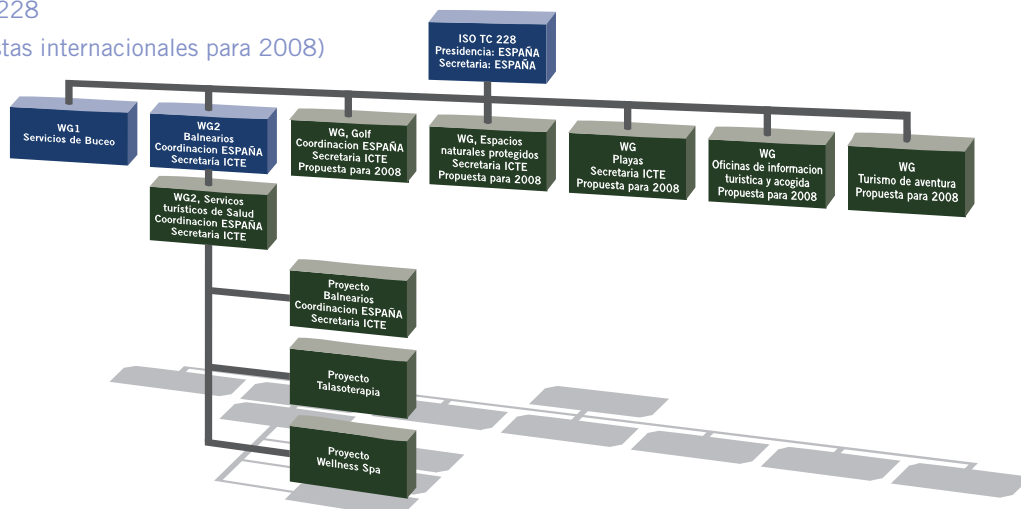 228
stas internacionales para 2008)
ISO TC 228
Presidencia: ESPAÑA
Secretaria: ESPAÑA
WG1
Servicios de Buceo
WG2
Balnearios
Coordinacion ESPAÑA
Secretaría ICTE
WG, Golf
Coordinacion ESPAÑA
Secretaria ICTE
Propuesta para 2008
WG, Espacios
naturales protegidos
Secretaria ICTE
Propuesta para 2008
WG
Playas
Secretaria ICTE
Propuesta para 2008
WG
Oficinas de informacion
turistica y acogida
Propuesta para 2008
WG
Turismo de aventura
Propuesta para 2008
WG2, Servicos
turísticos de Salud
Coordinacion ESPAÑA
Secretaria ICTE
Proyecto
Balnearios
Coordinacion ESPAÑA
Secretaria ICTE
Proyecto
Talasoterapia
Proyecto
Wellness Spa